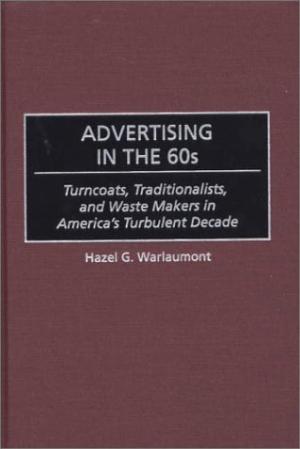 ADVERTISING
IN THE 60s
Turncoats, Traditionalists,
and Waste Makers in
America's Turbulent Decade
Hazel G. Warlaumont